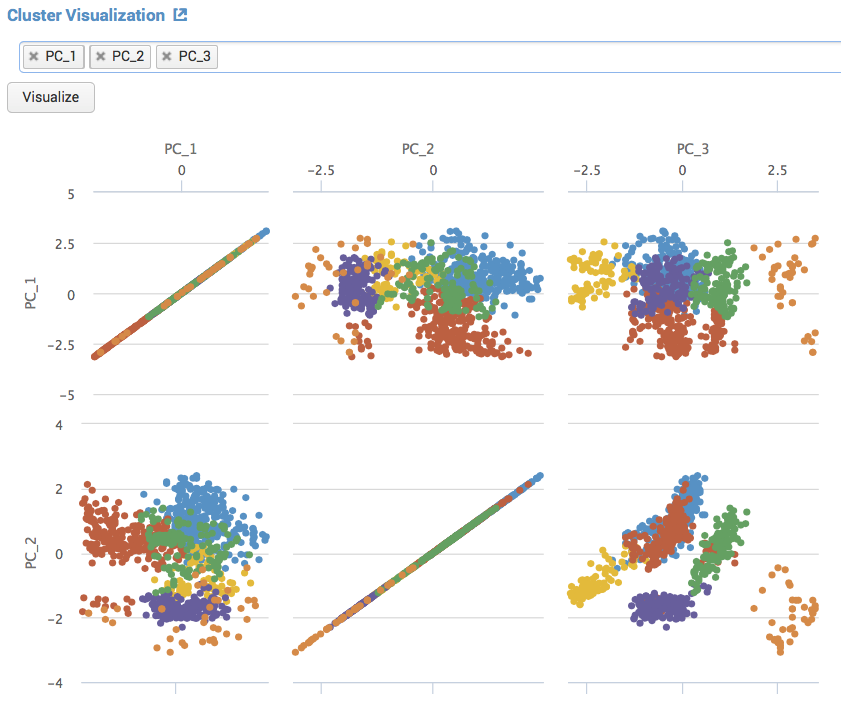 Cluster Visualization
× PC_1 × PC_2 × PC_3
Visualize
PC_1 PC_2 PC_3
0 −2.5 0 −2.5 0 2.5
5
2.5
PC_1
0
−2.5
−5
4
2
PC_2
0
−2
−4